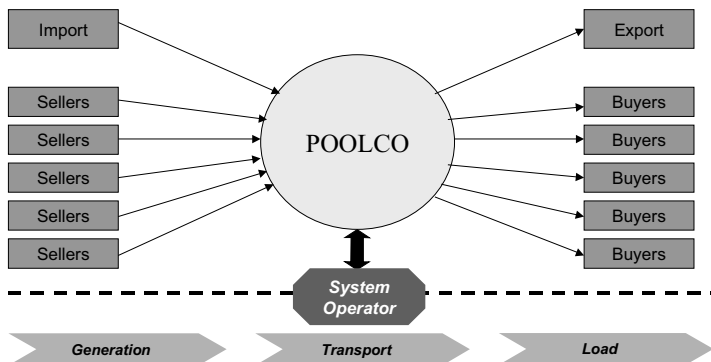 Import
Export
Sellers
Buyers
Sellers
POOLCO
Buyers
Sellers
Buyers
Sellers
Buyers
Sellers
Buyers
System
Operator
Generation
Transport
Load